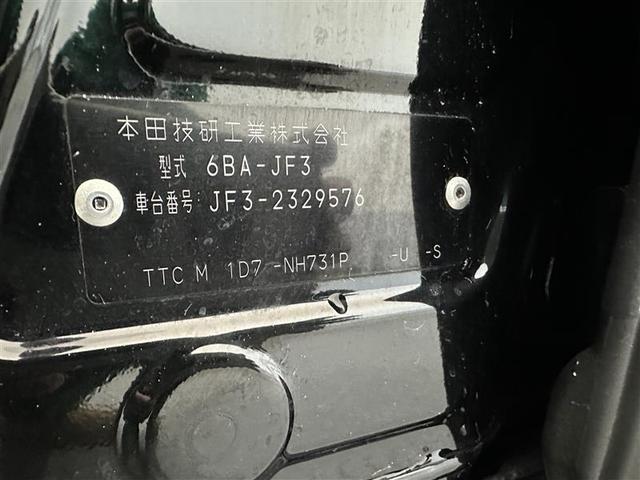 本田技研工業株式会社
型式 6BA-JF3
車台番号: JF3-2329576
TTC M 1D7 -NH731P -U -S